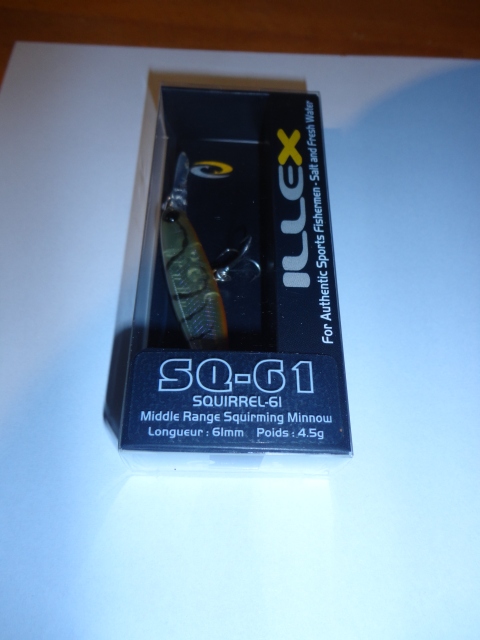 ILLEX
For Authentic Sports Fishermen - Salt and Fresh Water
SQ-61
SQUIRREL-61
Middle Range Squirming Minnow
Longueur : 61mm Poids : 4.5g